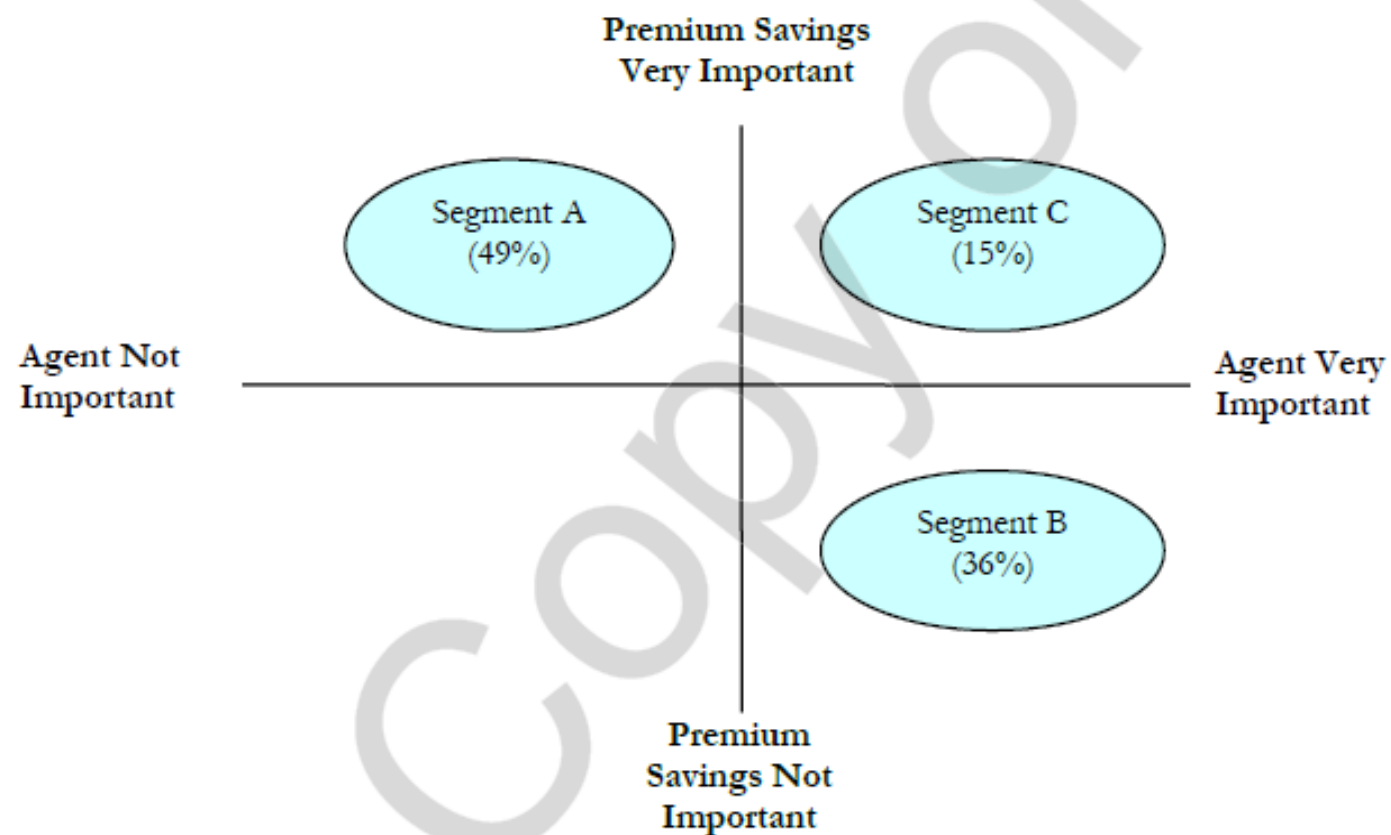 Premium Savings
Very Important
Segment A
(49%)
Segment C
(15%)
Agent Not
Important
Agent Very
Important
Segment B
(36%)
Premium
Savings Not
Important
Copy or